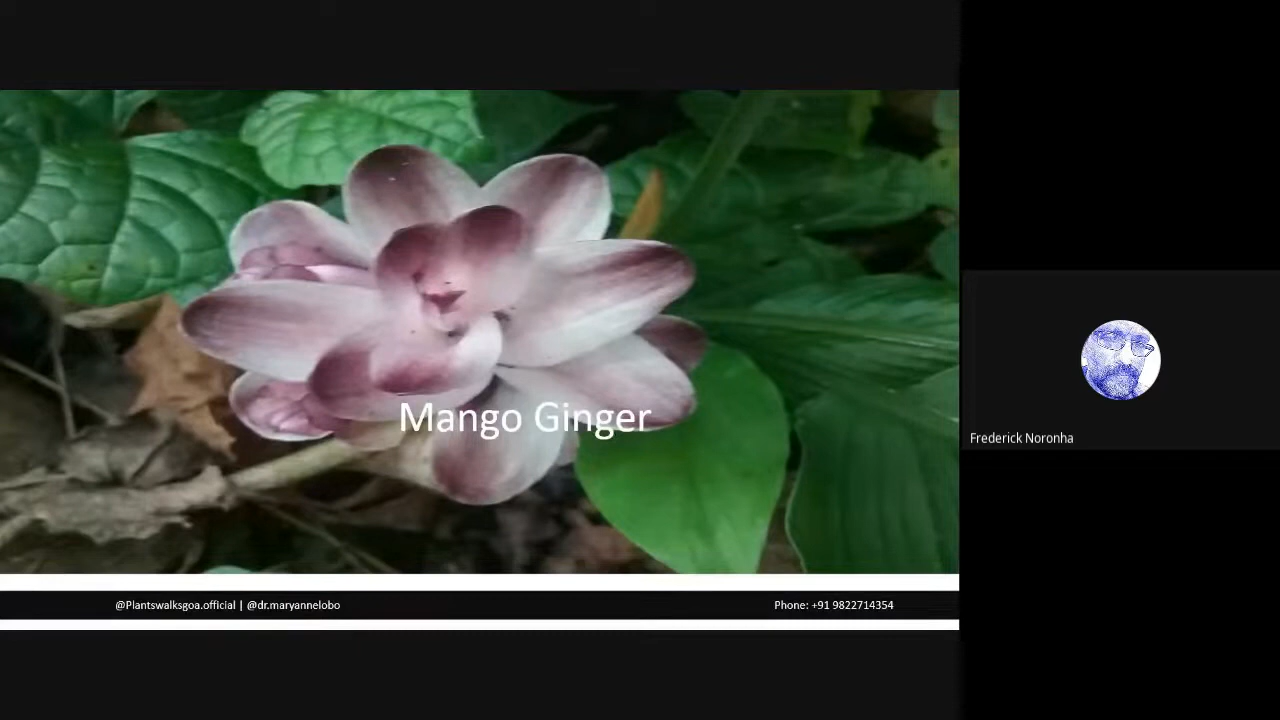 Mango Ginger
@Plantswalksgoa.official | @dr.maryannelobo
Phone: +91 9822714354
Frederick Noronha